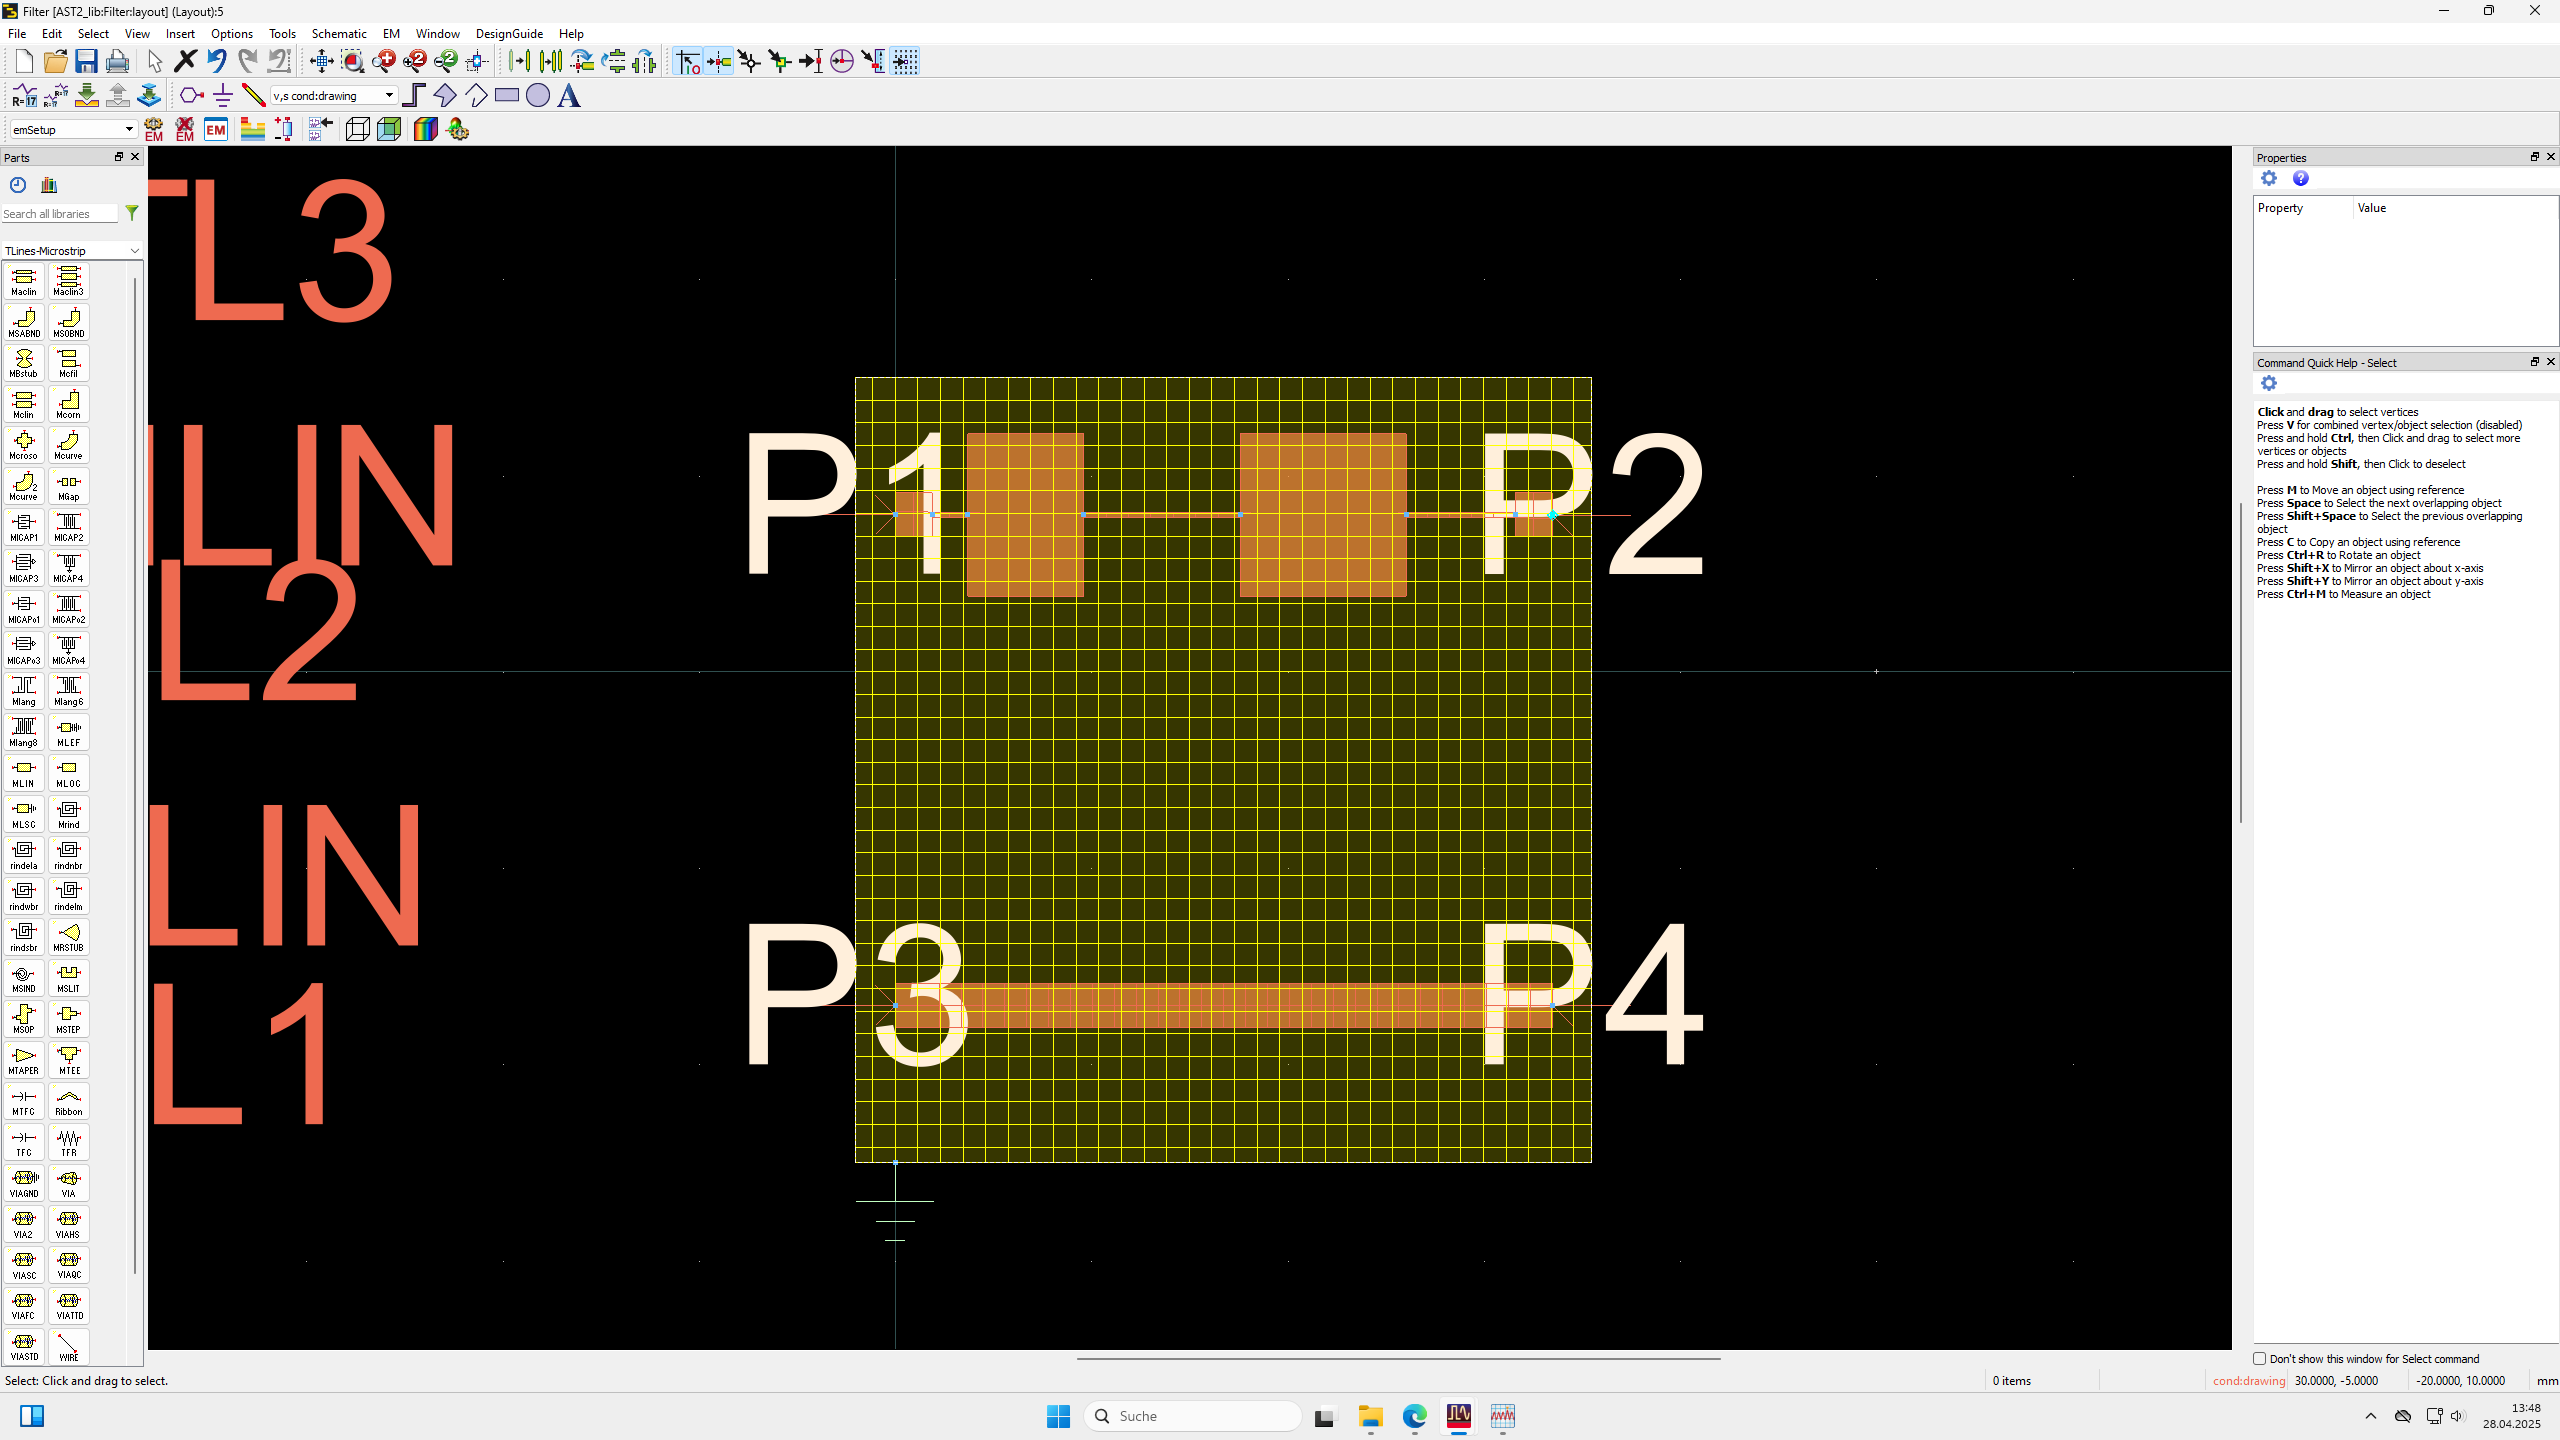 Filter [AST2_lib:Filter:layout] (Layout):5
File Edit Select View Insert Options Tools Schematic EM Window DesignGuide Help
v,s cond:drawing
emSetup
EM EM EM
Parts
Search all libraries
TLines-Microstrip
Maclin Maclin3
MSABND MSOBND
MBstub Mcfil
Mclin Mcorn
Mcroso Mcurve
Mcurve MGap
MICAP1 MICAP2
MICAP3 MICAP4
MICAPo1 MICAPo2
MICAPo3 MICAPo4
Mlang Mlang6
Mlang8 MLEF
MLIN MLOC
MLSC Mrind
rindela rindnbr
rindwbr rindelm
rindsbr MRSTUB
MSIND MSLIT
MSOP MSTEP
MTAPER MTEE
MTFC Ribbon
TFC TFR
VIAGND VIA
VIA2 VIAHS
VIASC VIAQC
VIAFC VIATTD
VIASTD WIRE
TL3
LIN
L2
LIN
L1
P1 P2
P3 P4
Properties
Property Value
Command Quick Help - Select
Click and drag to select vertices
Press V for combined vertex/object selection (disabled)
Press and hold Ctrl, then Click and drag to select more
vertices or objects
Press and hold Shift, then Click to deselect
Press M to Move an object using reference
Press Space to Select the next overlapping object
Press Shift+Space to Select the previous overlapping
object
Press C to Copy an object using reference
Press Ctrl+R to Rotate an object
Press Shift+X to Mirror an object about x-axis
Press Shift+Y to Mirror an object about y-axis
Press Ctrl+M to Measure an object
Don't show this window for Select command
Select: Click and drag to select.
0 items
cond:drawing 30.0000, -5.0000 -20.0000, 10.0000 mm
Suche
13:48
28.04.2025